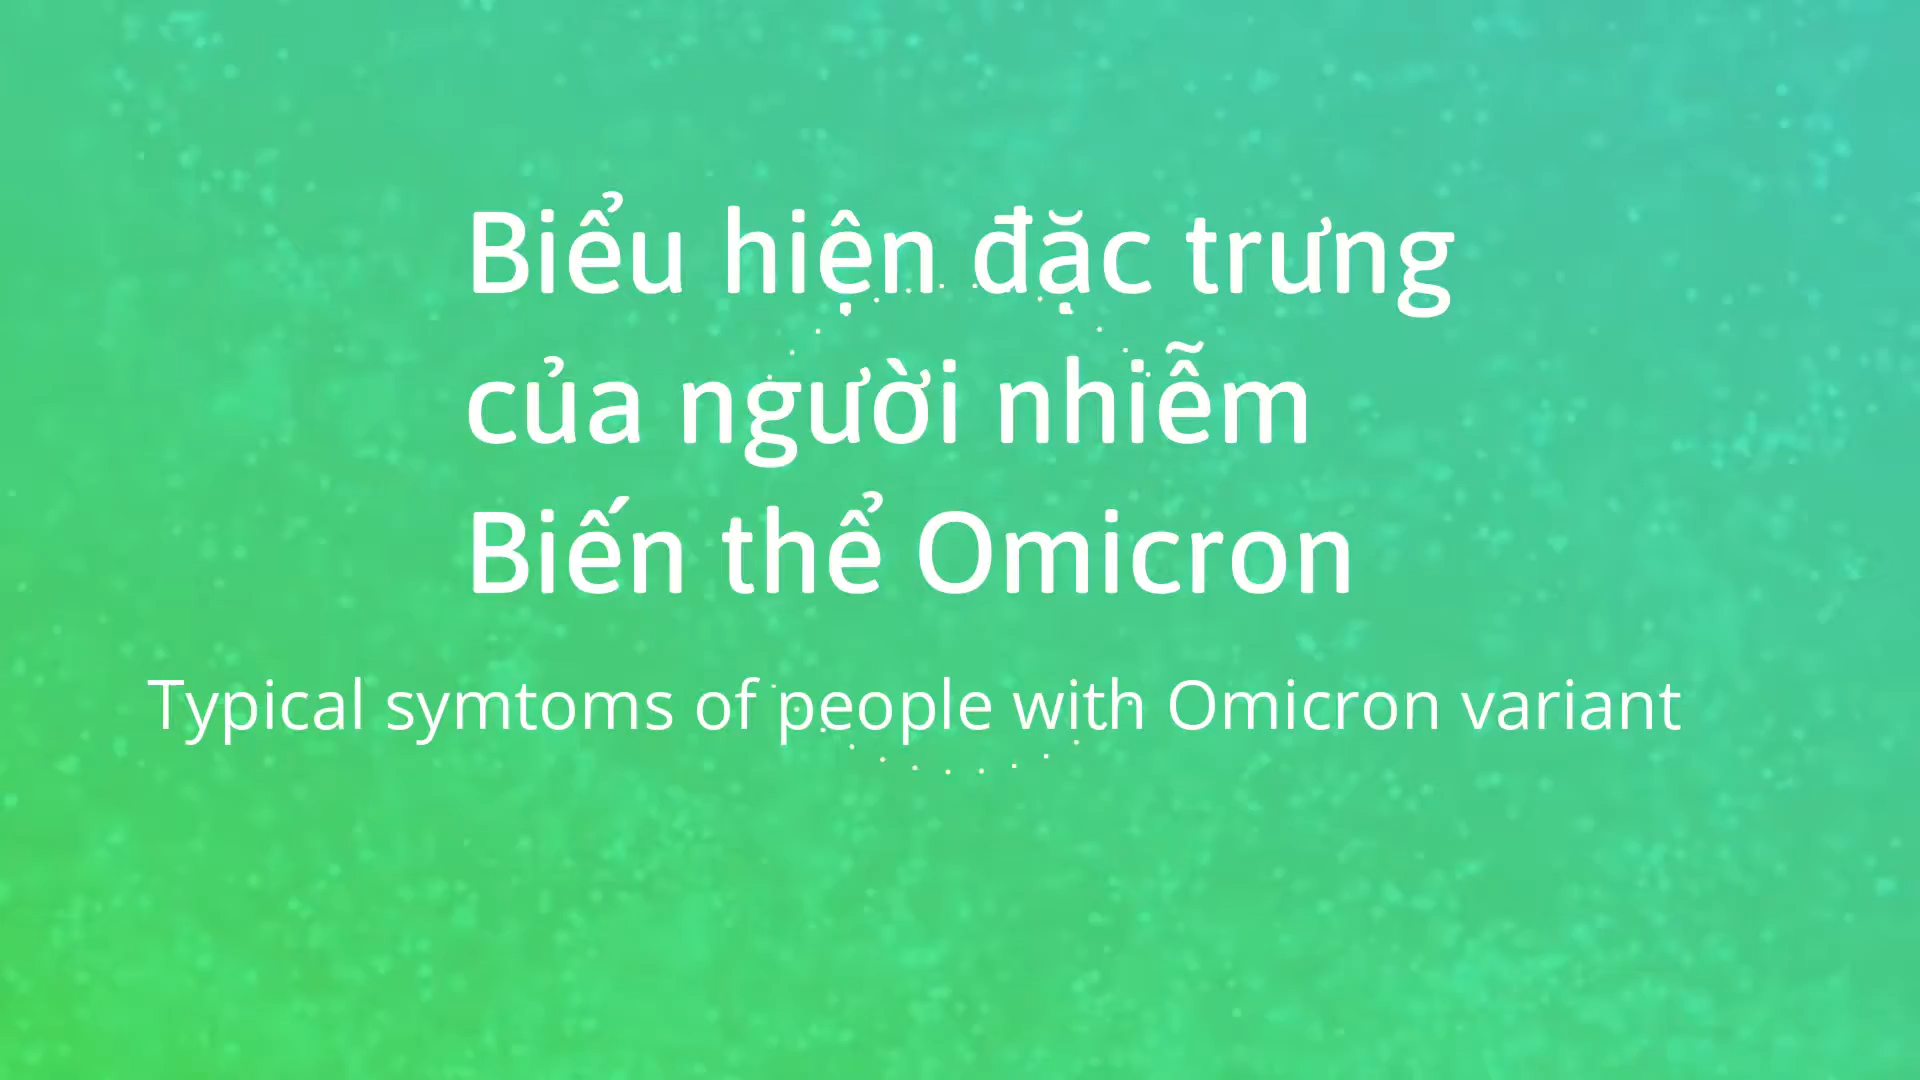 Biểu hiện đặc trưng
của người nhiễm
Biến thể Omicron
Typical symtoms of people with Omicron variant